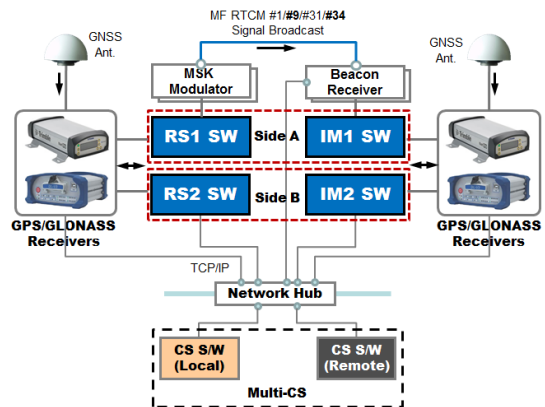 MF RTCM #1/#9/#31/#34
Signal Broadcast
GNSS
Ant.
GNSS
Ant.
MSK
Modulator
Beacon
Receiver
RS1 SW
Side A
IM1 SW
RS2 SW
Side B
IM2 SW
GPS/GLONASS
Receivers
GPS/GLONASS
Receivers
TCP/IP
Network Hub
CS S/W
(Local)
CS S/W
(Remote)
Multi-CS